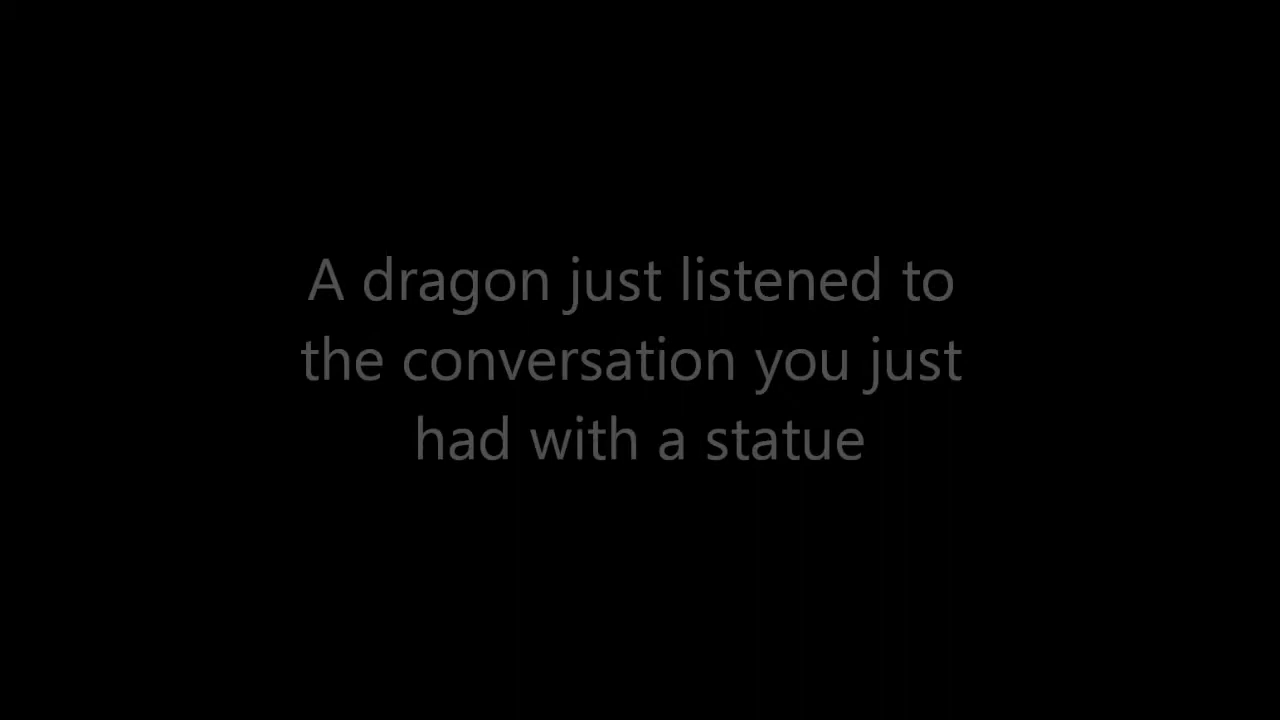 A dragon just listened to
the conversation you just
had with a statue